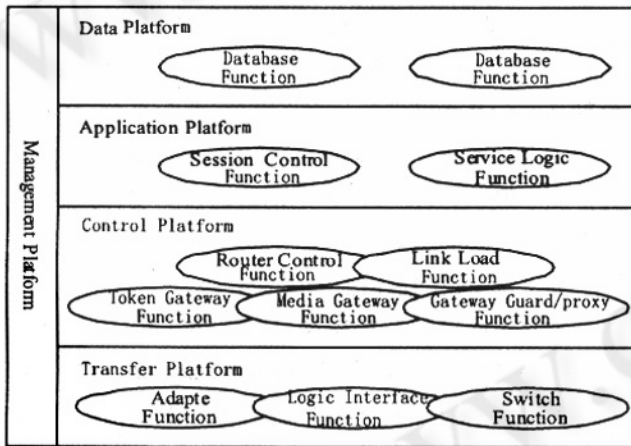 Management Platform
Data Platform
Database
Function
Database
Function
Application Platform
Session Control
Function
Service Logic
Function
Control Platform
Router Control
Function
Link Load
Function
Token Gateway
Function
Media Gateway
Function
Gateway Guard/proxy
Function
Transfer Platform
Adapte
Function
Logic Interface
Function
Switch
Function